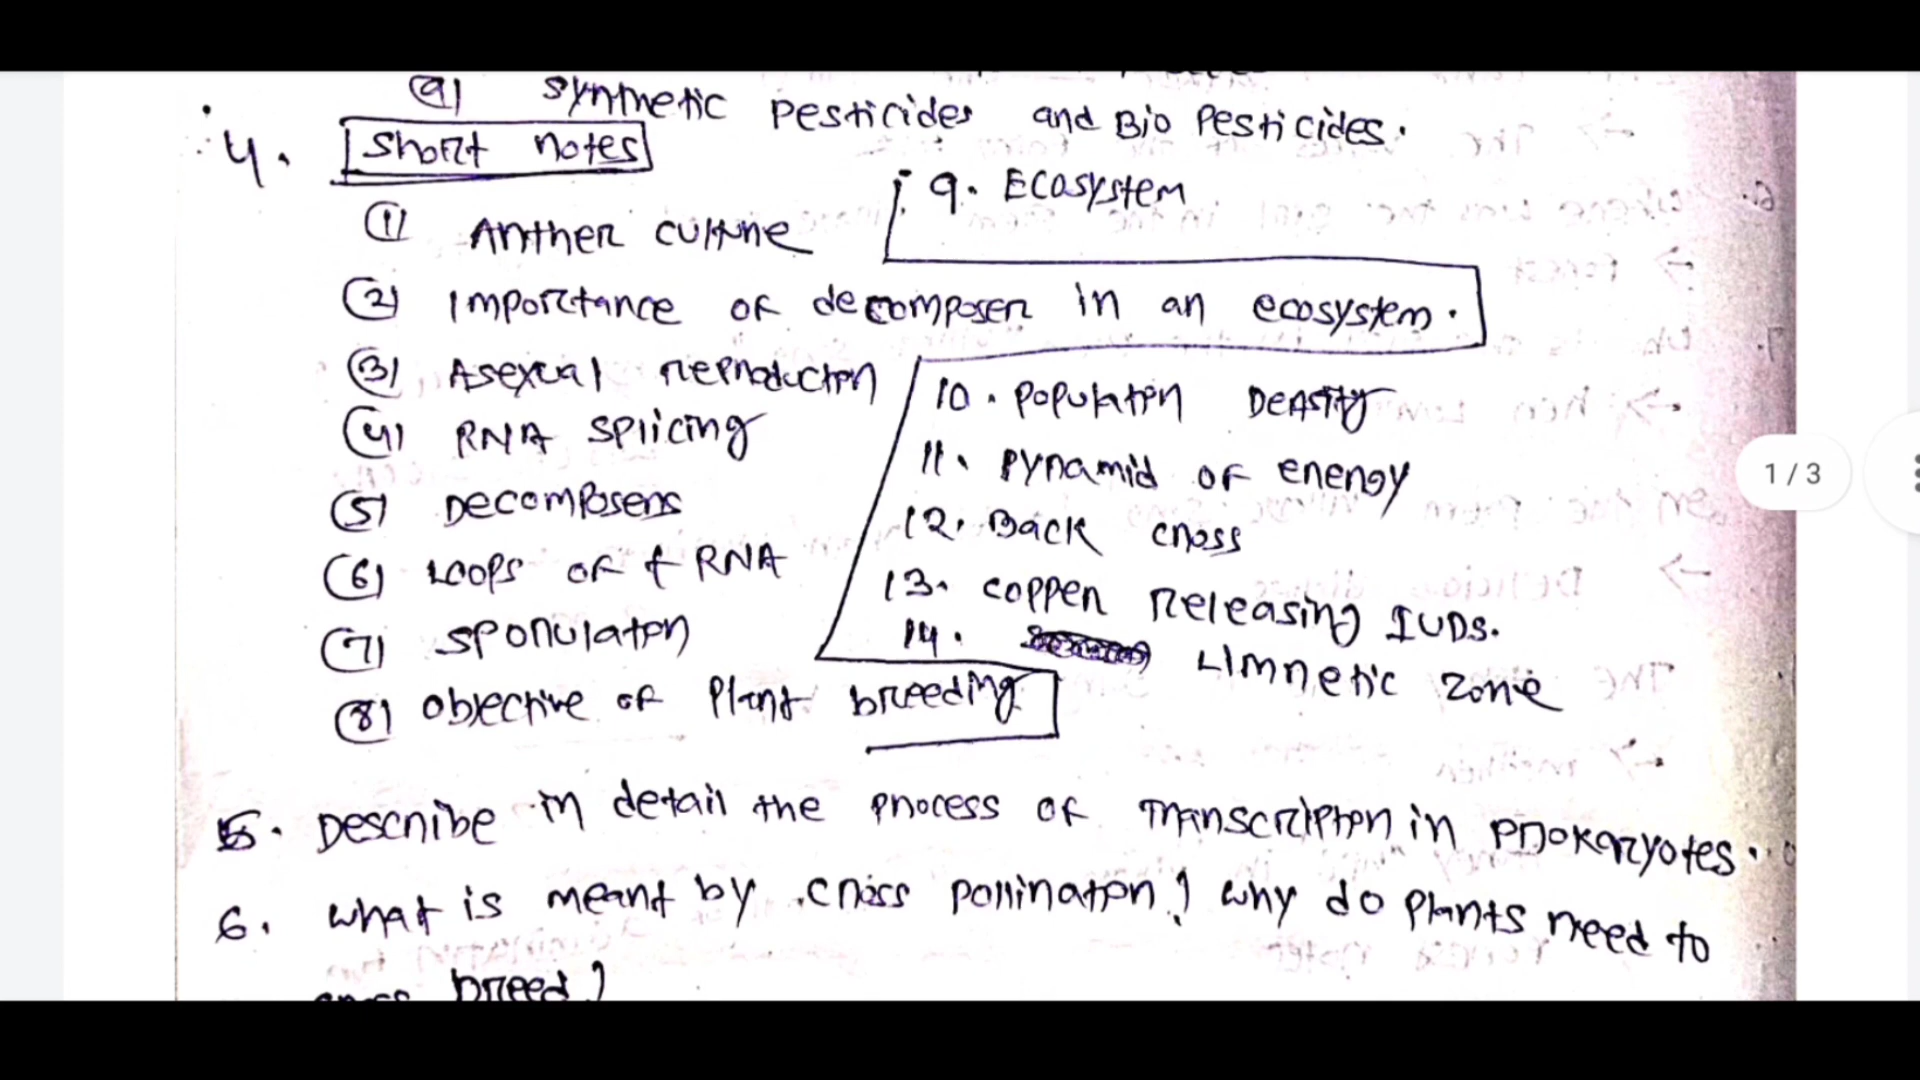 9) Synthetic Pesticides and Bio Pesticides.
4. Short notes
① Anther culture
② Importance of decomposer in an ecosystem.
③ Asexual reproduction
④ RNA splicing
⑤ Decomposers
⑥ Loops of t RNA
⑦ Sporulation
⑧ Objective of Plant breeding
9. Ecosystem
10. Population Density
11. Pyramid of energy
12. Back cross
13. Copper Releasing IUDs.
14. Limnetic zone
5. Describe in detail the process of Transcription in Prokaryotes.
6. What is meant by cross pollination? Why do Plants need to
cross breed?
1 / 3